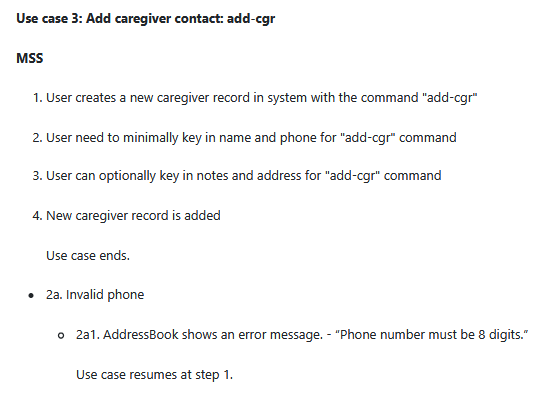 Use case 3: Add caregiver contact: add-cgr
MSS
1. User creates a new caregiver record in system with the command "add-cgr"
2. User need to minimally key in name and phone for "add-cgr" command
3. User can optionally key in notes and address for "add-cgr" command
4. New caregiver record is added
Use case ends.
• 2a. Invalid phone
o 2a1. AddressBook shows an error message. - “Phone number must be 8 digits.”
Use case resumes at step 1.